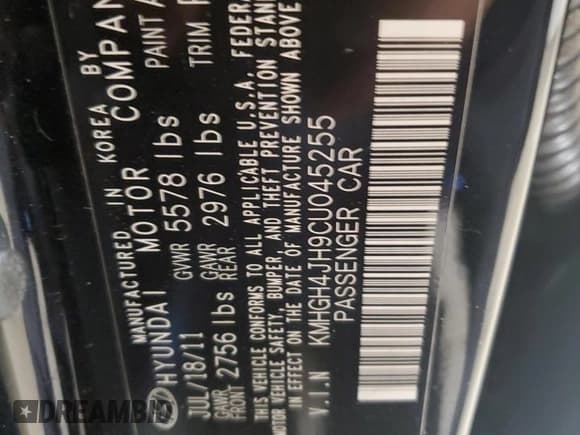 MANUFACTURED IN KOREA BY
HYUNDAI MOTOR COMPAN
JUL/18/11 GVWR 5578 lbs PAINT
GAWR FRONT 2756 lbs GAWR REAR 2976 lbs TRIM
THIS VEHICLE CONFORMS TO ALL APPLICABLE U.S.A. FEDERA
MOTOR VEHICLE SAFETY, BUMPER, AND THEFT PREVENTION STAN
IN EFFECT ON THE DATE OF MANUFACTURE SHOWN ABOVE
V.I.N KMHGH4JH9CU045255
PASSENGER CAR
DREAMBID